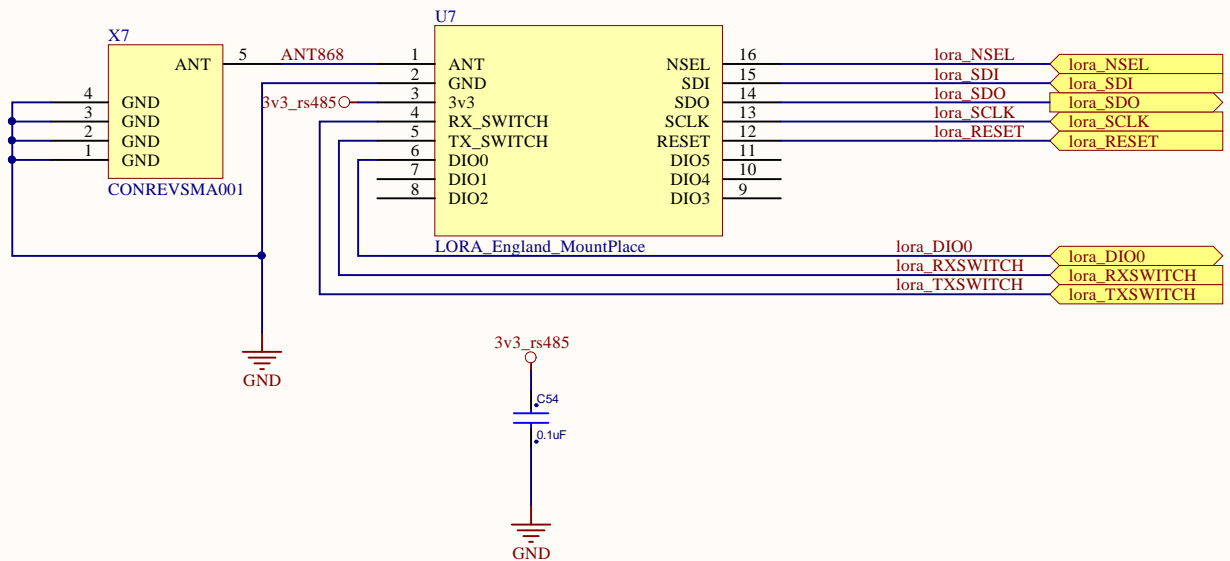 U7
X7
ANT
5
ANT868
4 GND
3 GND
2 GND
1 GND
CONREVSMA001
1 ANT
2 GND
3v3_rs485
3 3v3
4 RX_SWITCH
5 TX_SWITCH
6 DIO0
7 DIO1
8 DIO2
NSEL 16
SDI 15
SDO 14
SCLK 13
RESET 12
DIO5 11
DIO4 10
DIO3 9
LORA_England_MountPlace
lora_NSEL lora_NSEL
lora_SDI lora_SDI
lora_SDO lora_SDO
lora_SCLK lora_SCLK
lora_RESET lora_RESET
lora_DIO0 lora_DIO0
lora_RXSWITCH lora_RXSWITCH
lora_TXSWITCH lora_TXSWITCH
GND
3v3_rs485
C54
0.1uF
GND